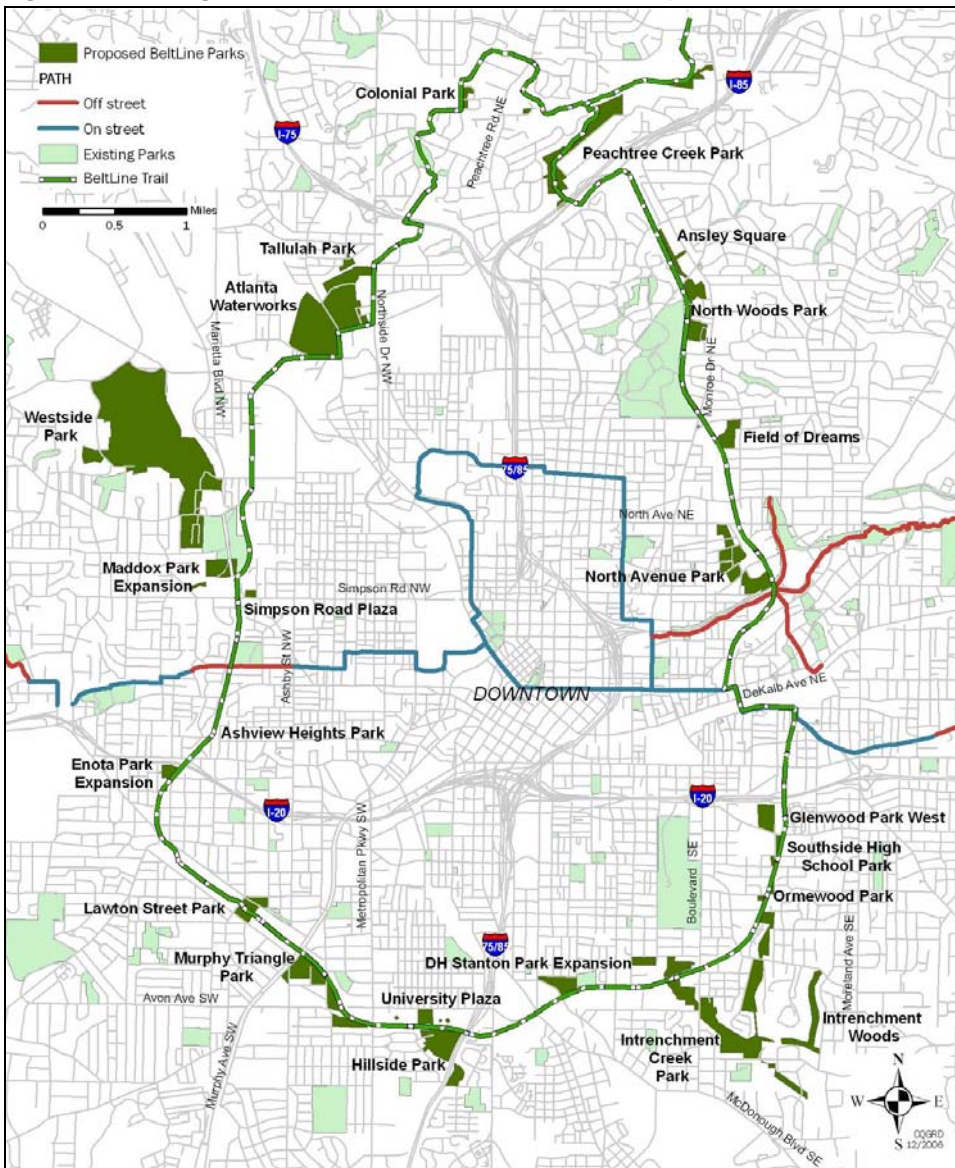 Proposed BeltLine Parks
PATH
Off street
On street
Existing Parks
BeltLine Trail
Miles
0 0.5 1
I-75
I-85
Colonial Park
Peachtree Rd NE
Peachtree Creek Park
Tallulah Park
Atlanta
Waterworks
Northside Dr NW
Ansley Square
North Woods Park
Monroe Dr NE
Marietta Blvd NW
Westside
Park
Field of Dreams
75/85
North Ave NE
Maddox Park
Expansion
Simpson Rd NW
North Avenue Park
Simpson Road Plaza
Ashby St NW
DOWNTOWN
DeKalb Ave NE
Ashview Heights Park
Enota Park
Expansion
I-20
I-20
Glenwood Park West
Southside High
School Park
Metropolitan Pkwy SW
Boulevard SE
Ormewood Park
Lawton Street Park
Moreland Ave SE
75/85
Murphy Triangle
Park
DH Stanton Park Expansion
Avon Ave SW
University Plaza
Intrenchment
Woods
Intrenchment
Creek
Park
Hillside Park
Murphy Ave SW
McDonough Blvd SE
N
W E
S
CQGRD
12/2006